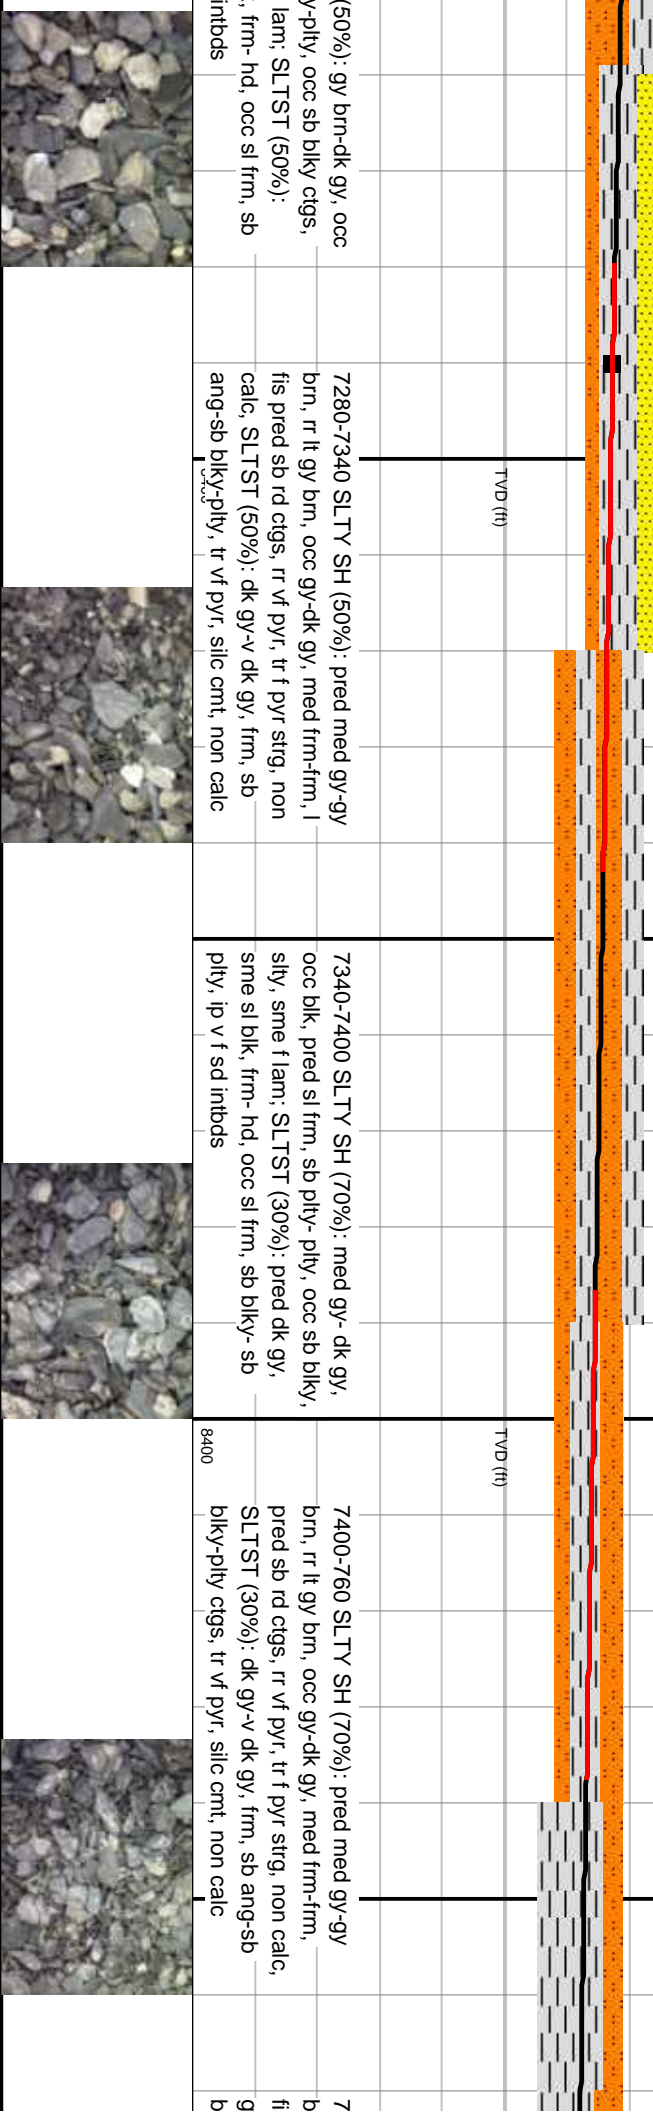 (50%): gy brn-dk gy, occ
y-plty, occ sb blky ctgs,
lam; SLTST (50%):
, frm- hd, occ sl frm, sb
intbds
TVD (ft)
7280-7340 SLTY SH (50%): pred med gy-gy
brn, rr lt gy brn, occ gy-dk gy, med frm-frm, l
fis pred sb rd ctgs, rr vf pyr, tr f pyr strg, non
calc, SLTST (50%): dk gy-v dk gy, frm, sb
ang-sb blky-plty, tr vf pyr, silc cmt, non calc
7340-7400 SLTY SH (70%): med gy- dk gy,
occ blk, pred sl frm, sb plty- plty, occ sb blky,
slty, sme f lam; SLTST (30%): pred dk gy,
sme sl blk, frm- hd, occ sl frm, sb blky- sb
plty, ip v f sd intbds
TVD (ft)
8400
7400-760 SLTY SH (70%): pred med gy-gy
brn, rr lt gy brn, occ gy-dk gy, med frm-frm,
pred sb rd ctgs, rr vf pyr, tr f pyr strg, non calc,
SLTST (30%): dk gy-v dk gy, frm, sb ang-sb
blky-plty ctgs, tr vf pyr, silc cmt, non calc
7
b
fi
g
b